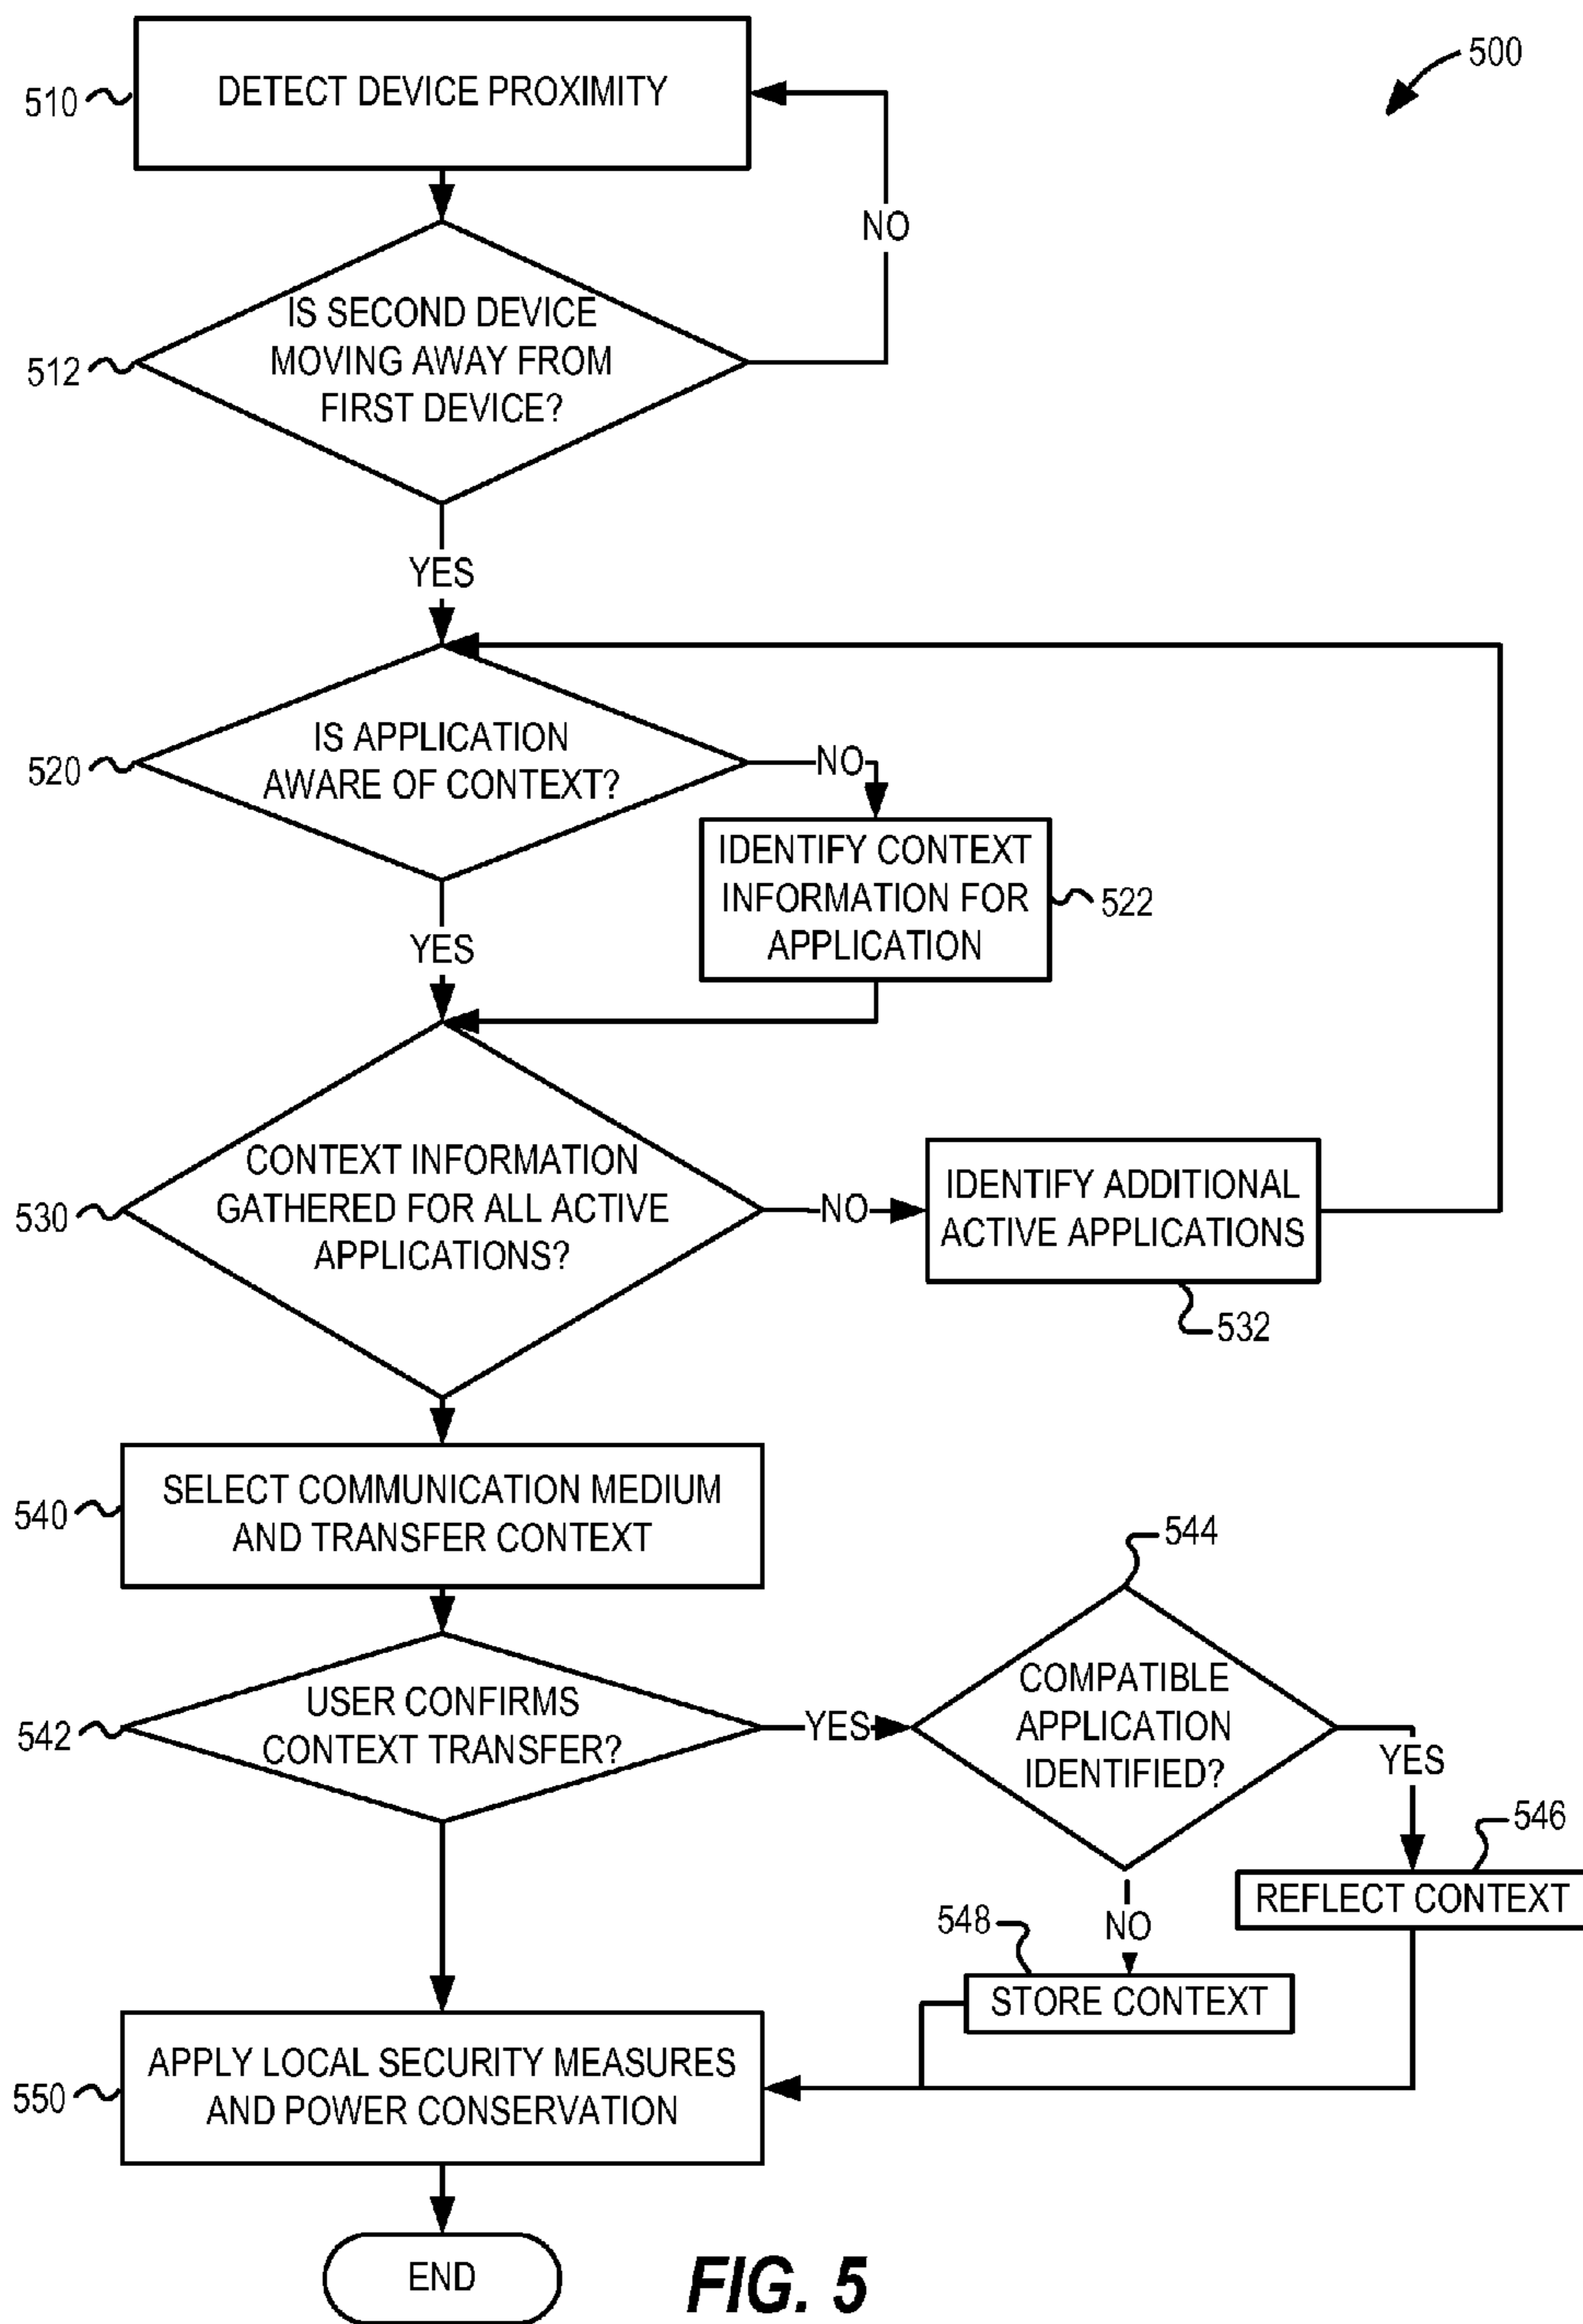 500
510
DETECT DEVICE PROXIMITY
NO
512
IS SECOND DEVICE
MOVING AWAY FROM
FIRST DEVICE?
YES
520
IS APPLICATION
AWARE OF CONTEXT?
NO
IDENTIFY CONTEXT
INFORMATION FOR
APPLICATION
522
YES
530
CONTEXT INFORMATION
GATHERED FOR ALL ACTIVE
APPLICATIONS?
NO
IDENTIFY ADDITIONAL
ACTIVE APPLICATIONS
532
540
SELECT COMMUNICATION MEDIUM
AND TRANSFER CONTEXT
544
542
USER CONFIRMS
CONTEXT TRANSFER?
YES
COMPATIBLE
APPLICATION
IDENTIFIED?
YES
546
REFLECT CONTEXT
NO
548
STORE CONTEXT
550
APPLY LOCAL SECURITY MEASURES
AND POWER CONSERVATION
END
FIG. 5